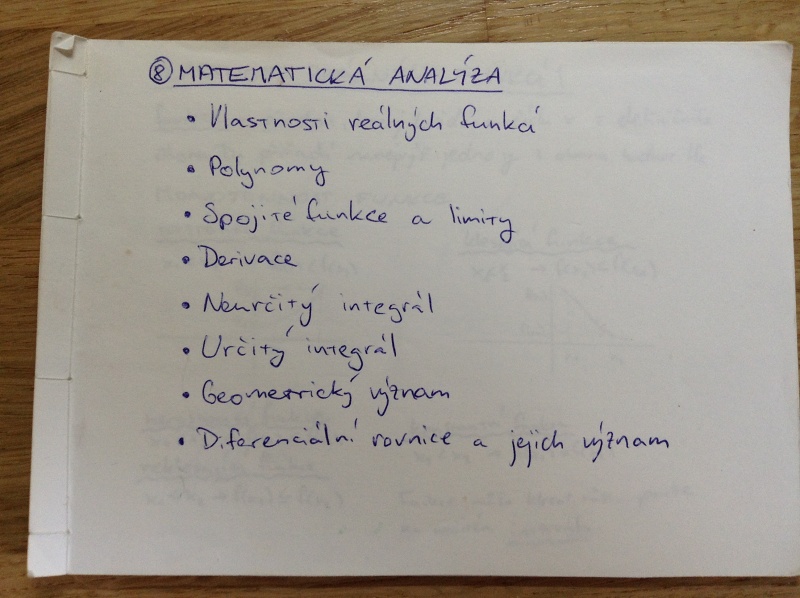 ⑧ MATEMATICKÁ ANALÝZA
• Vlastnosti reálných funkcí
• Polynomy
• Spojité funkce a limity
• Derivace
• Neurčitý integrál
• Určitý integrál
• Geometrický význam
• Diferenciální rovnice a jejich význam